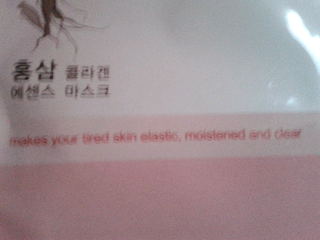 홍삼 콜라겐
에센스 마스크
makes your tired skin elastic, moistened and clear